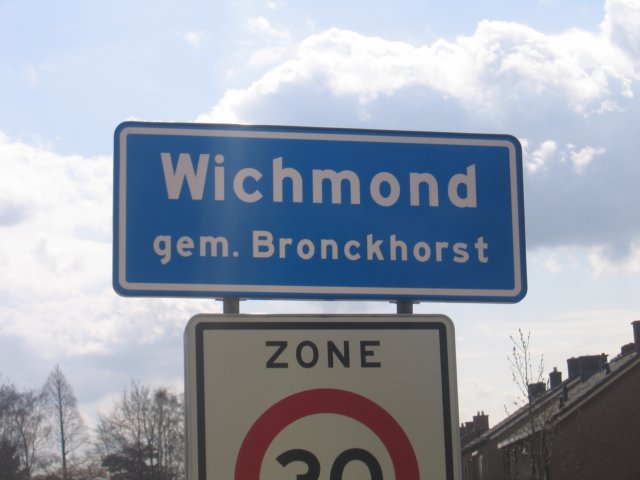 Wichmond
gem. Bronckhorst
ZONE
30